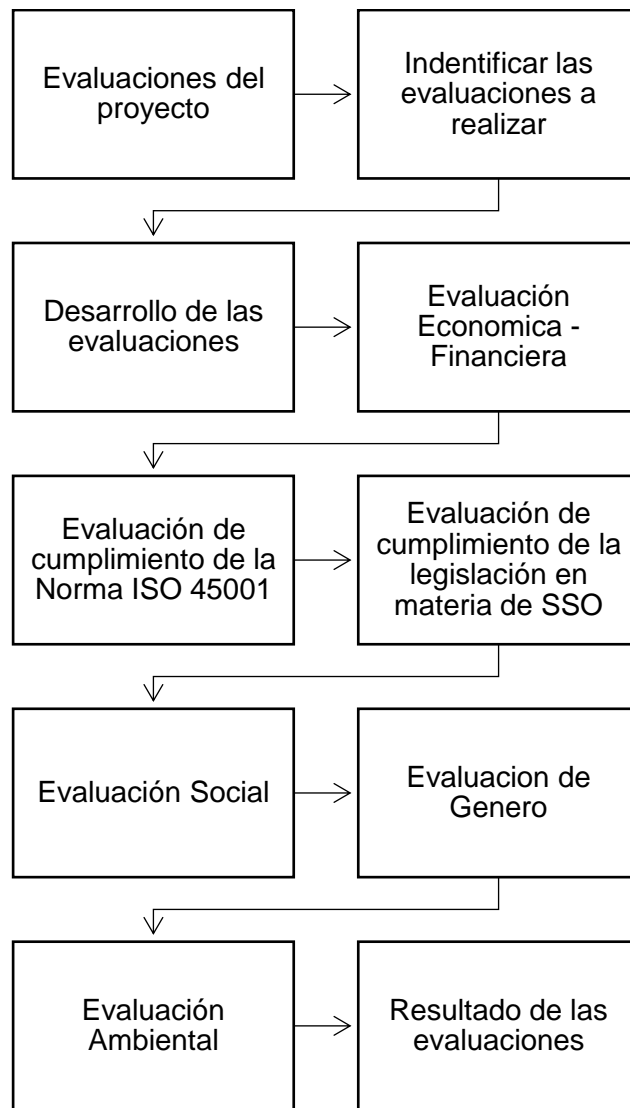 Evaluaciones del
proyecto
Indentificar las
evaluaciones a
realizar
Desarrollo de las
evaluaciones
Evaluación
Economica -
Financiera
Evaluación de
cumplimiento de la
Norma ISO 45001
Evaluación de
cumplimiento de la
legislación en
materia de SSO
Evaluación Social
Evaluacion de
Genero
Evaluación
Ambiental
Resultado de las
evaluaciones